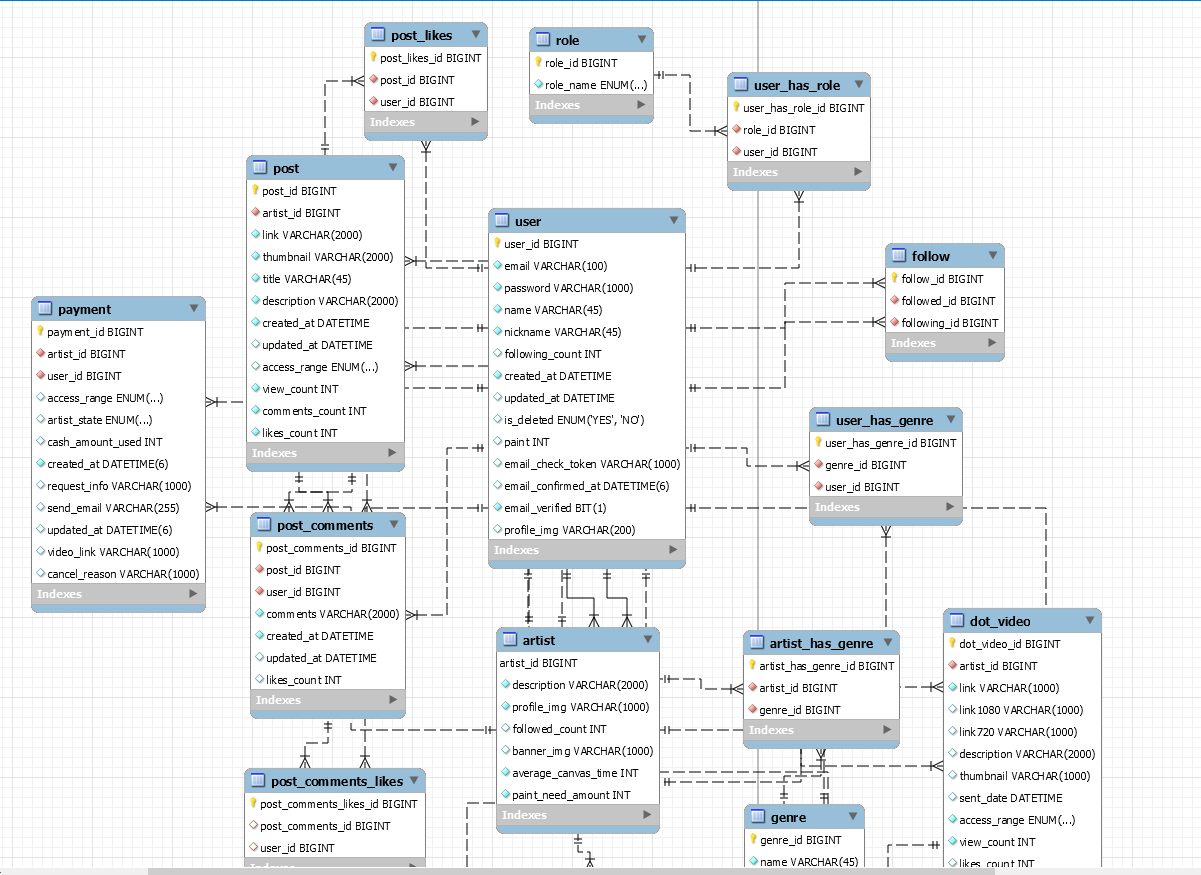 post_likes
post_likes_id BIGINT
post_id BIGINT
user_id BIGINT
Indexes
role
role_id BIGINT
role_name ENUM(...)
Indexes
user_has_role
user_has_role_id BIGINT
role_id BIGINT
user_id BIGINT
Indexes
post
post_id BIGINT
artist_id BIGINT
link VARCHAR(2000)
thumbnail VARCHAR(2000)
title VARCHAR(45)
description VARCHAR(2000)
created_at DATETIME
updated_at DATETIME
access_range ENUM(...)
view_count INT
comments_count INT
likes_count INT
Indexes
user
user_id BIGINT
email VARCHAR(100)
password VARCHAR(1000)
name VARCHAR(45)
nickname VARCHAR(45)
following_count INT
created_at DATETIME
updated_at DATETIME
is_deleted ENUM('YES', 'NO')
paint INT
email_check_token VARCHAR(1000)
email_confirmed_at DATETIME(6)
email_verified BIT(1)
profile_img VARCHAR(200)
Indexes
follow
follow_id BIGINT
followed_id BIGINT
following_id BIGINT
Indexes
payment
payment_id BIGINT
artist_id BIGINT
user_id BIGINT
access_range ENUM(...)
artist_state ENUM(...)
cash_amount_used INT
created_at DATETIME(6)
request_info VARCHAR(1000)
send_email VARCHAR(255)
updated_at DATETIME(6)
video_link VARCHAR(1000)
cancel_reason VARCHAR(1000)
Indexes
user_has_genre
user_has_genre_id BIGINT
genre_id BIGINT
user_id BIGINT
Indexes
post_comments
post_comments_id BIGINT
post_id BIGINT
user_id BIGINT
comments VARCHAR(2000)
created_at DATETIME
updated_at DATETIME
likes_count INT
Indexes
artist
artist_id BIGINT
description VARCHAR(2000)
profile_img VARCHAR(1000)
followed_count INT
banner_img VARCHAR(1000)
average_canvas_time INT
paint_need_amount INT
Indexes
artist_has_genre
artist_has_genre_id BIGINT
artist_id BIGINT
genre_id BIGINT
Indexes
dot_video
dot_video_id BIGINT
artist_id BIGINT
link VARCHAR(1000)
link1080 VARCHAR(1000)
link720 VARCHAR(1000)
description VARCHAR(2000)
thumbnail VARCHAR(1000)
sent_date DATETIME
access_range ENUM(...)
view_count INT
likes_count INT
post_comments_likes
post_comments_likes_id BIGINT
post_comments_id BIGINT
user_id BIGINT
Indexes
genre
genre_id BIGINT
name VARCHAR(45)